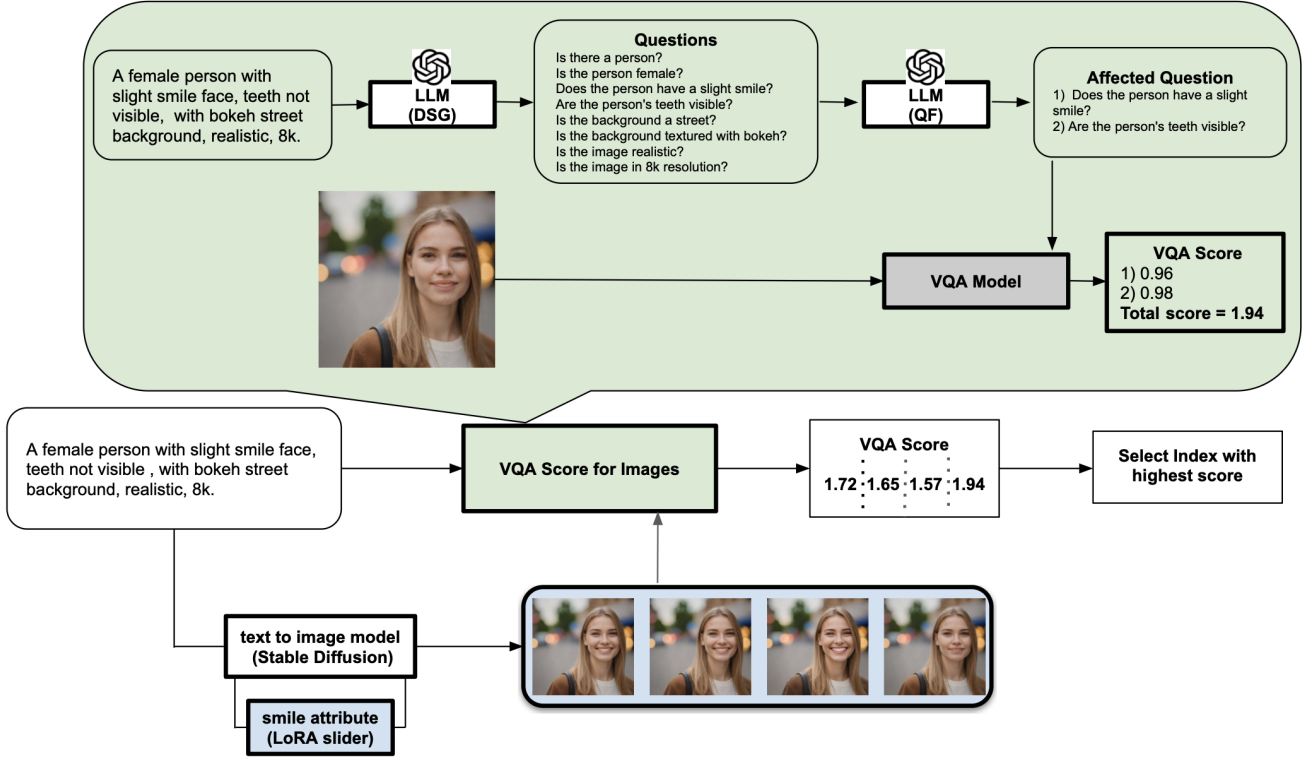 A female person with
slight smile face, teeth not
visible, with bokeh street
background, realistic, 8k.
LLM
(DSG)
Questions
Is there a person?
Is the person female?
Does the person have a slight smile?
Are the person's teeth visible?
Is the background a street?
Is the background textured with bokeh?
Is the image realistic?
Is the image in 8k resolution?
LLM
(QF)
Affected Question
1) Does the person have a slight
smile?
2) Are the person's teeth visible?
VQA Model
VQA Score
1) 0.96
2) 0.98
Total score = 1.94
A female person with slight smile face,
teeth not visible , with bokeh street
background, realistic, 8k.
VQA Score for Images
VQA Score
1.72 1.65 1.57 1.94
Select Index with
highest score
text to image model
(Stable Diffusion)
smile attribute
(LoRA slider)